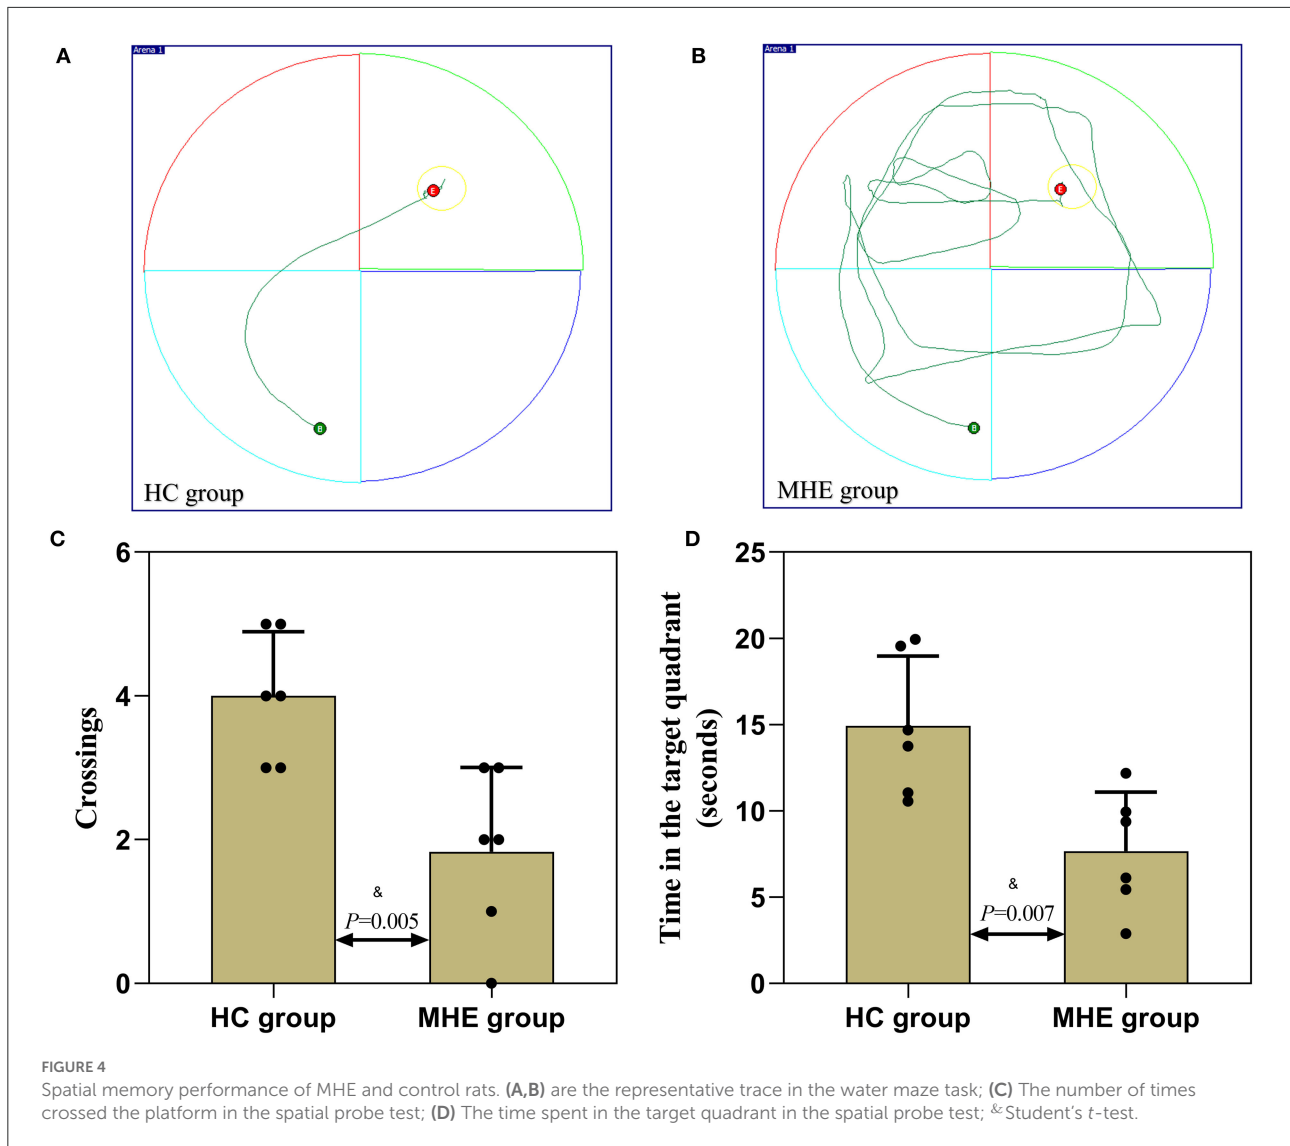 A
Arena 1
E
B
HC group
B
Arena 1
E
B
MHE group
C
Crossings
6
4
2
0
&
P=0.005
HC group
MHE group
D
Time in the target quadrant
(seconds)
25
20
15
10
5
0
&
P=0.007
HC group
MHE group
FIGURE 4
Spatial memory performance of MHE and control rats. (A,B) are the representative trace in the water maze task; (C) The number of times
crossed the platform in the spatial probe test; (D) The time spent in the target quadrant in the spatial probe test; &Student's t-test.